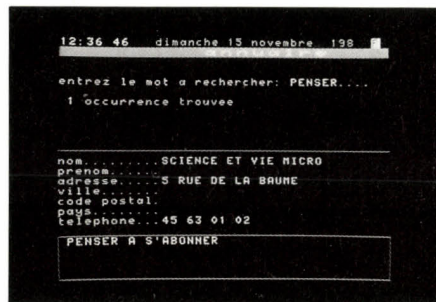 12:36 46 dimanche 15 novembre 198
annuaire
entrez le mot a rechercher: PENSER....
1 occurrence trouvee
nom.........SCIENCE ET VIE MICRO
prenom......
adresse.....5 RUE DE LA BAUME
ville.......
code postal.
pays........
telephone...45 63 01 02
PENSER A S'ABONNER